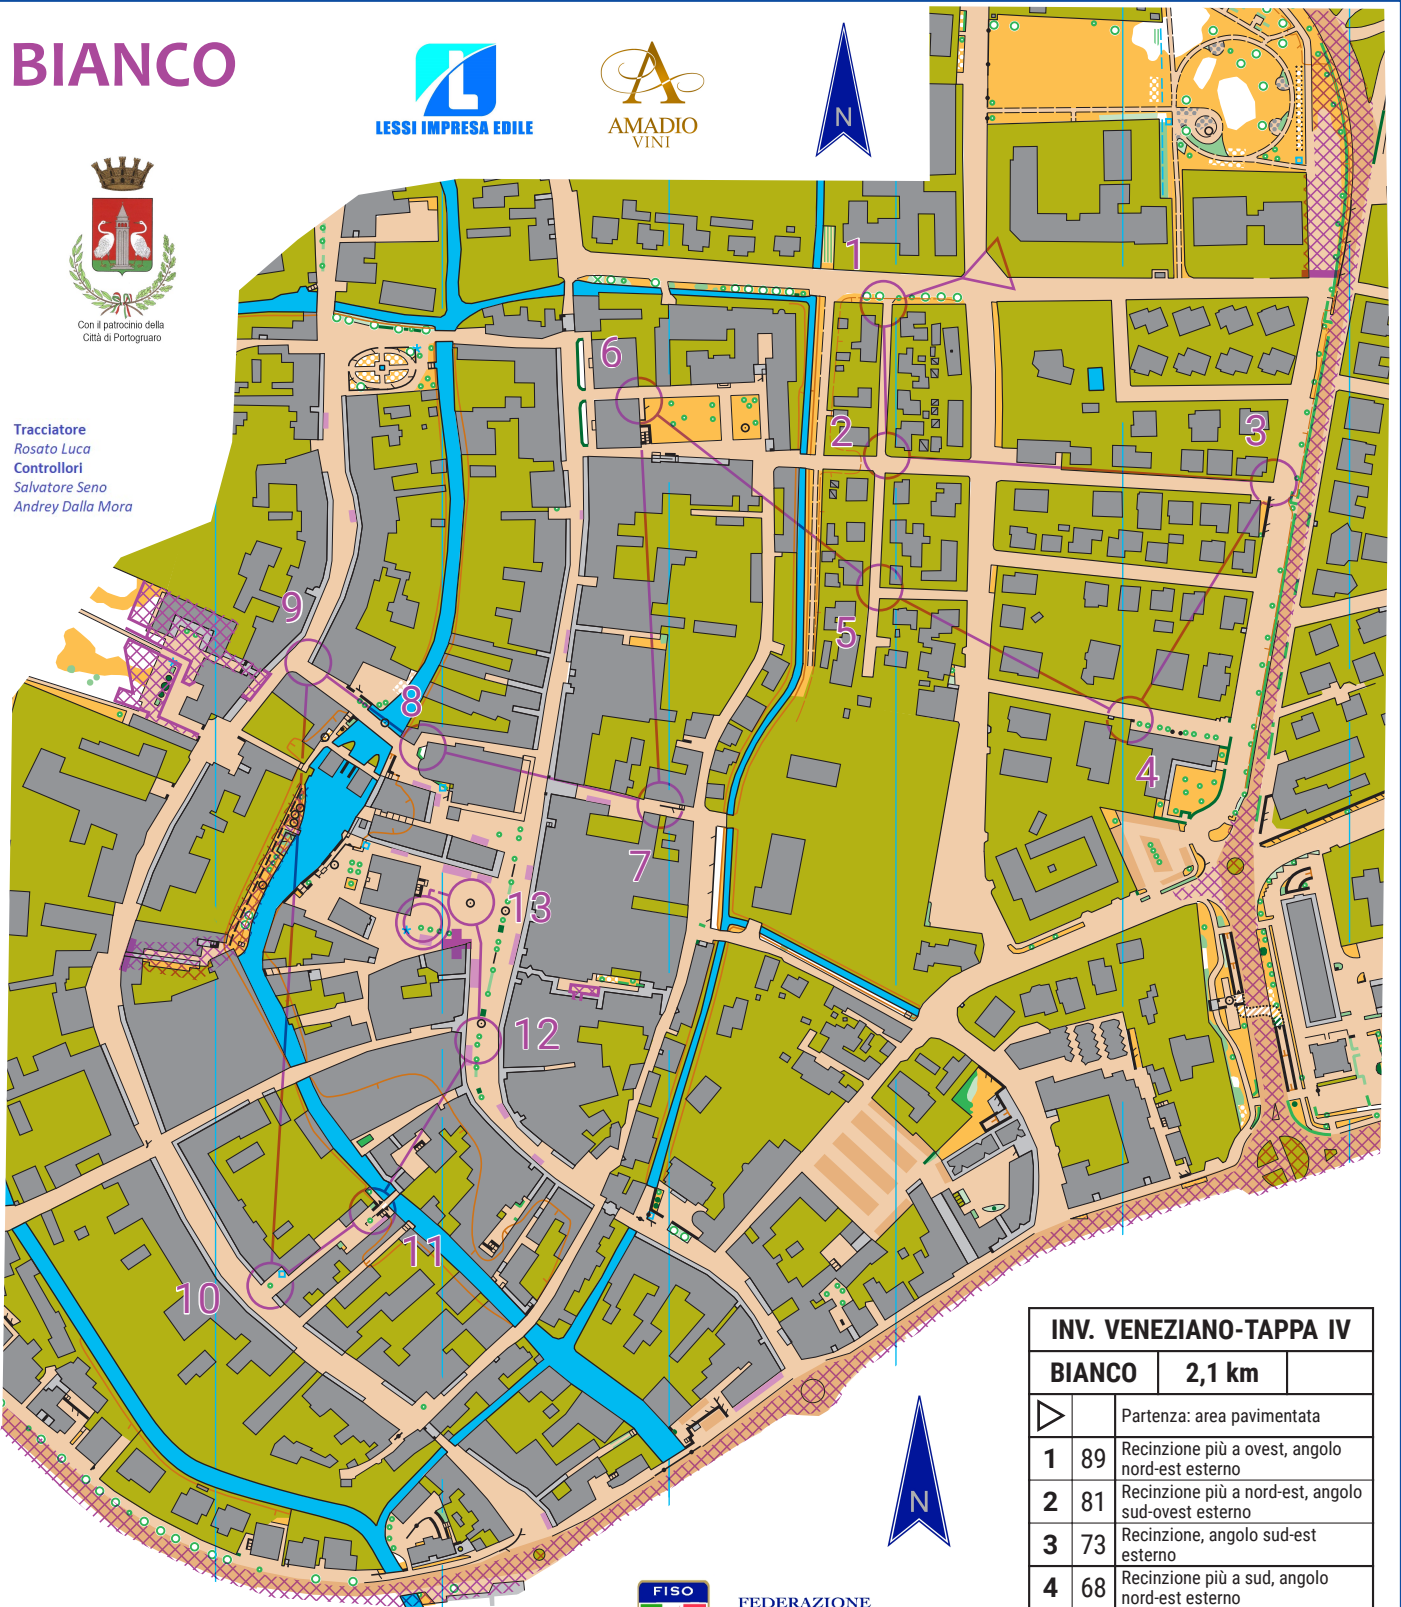 BIANCO
LESSI IMPRESA EDILE
A
AMADIO
VINI
N
Con il patrocinio della
Città di Portogruaro
Tracciatore
Rosato Luca
Controllori
Salvatore Seno
Andrey Dalla Mora
1
6
2
3
5
9
8
4
7
13
12
11
10
N
INV. VENEZIANO-TAPPA IV
BIANCO 2,1 km
Partenza: area pavimentata
1 89 Recinzione più a ovest, angolo
nord-est esterno
2 81 Recinzione più a nord-est, angolo
sud-ovest esterno
3 73 Recinzione, angolo sud-est
esterno
4 68 Recinzione più a sud, angolo
nord-est esterno
FISO
FEDERAZIONE